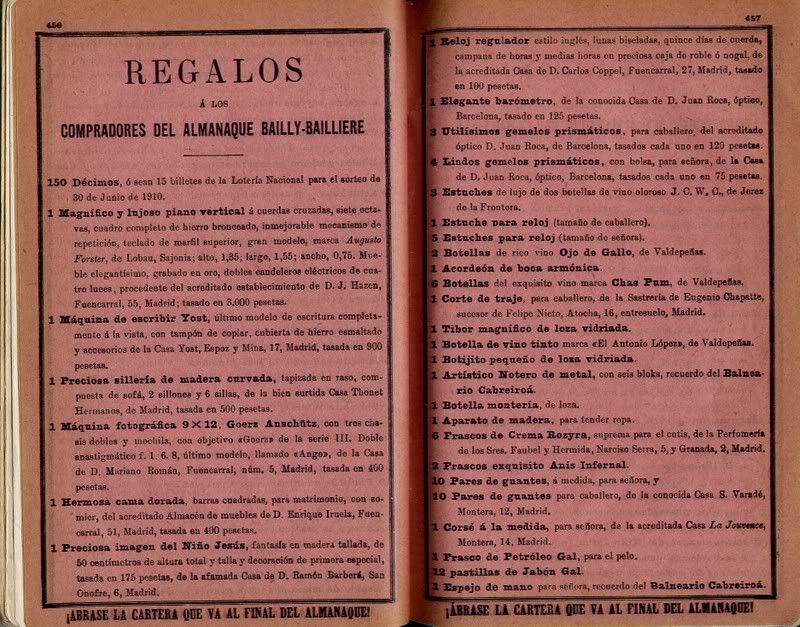 456
REGALOS
Á LOS
COMPRADORES DEL ALMANAQUE BAILLY-BAILLIERE
150 Décimos, ó sean 15 billetes de la Lotería Nacional para el sorteo de
30 de Junio de 1910.
1 Magnífico y lujoso piano vertical á cuerdas cruzadas, siete octa-
vas, cuadro completo de hierro bronceado, inmejorable mecanismo de
repetición, teclado de marfil superior, gran modelo, marca Augusto
Forster, de Lobau, Sajonia; alto, 1,35; largo, 1,55; ancho, 0,75. Mue-
ble elegantísimo, grabado en oro, dobles candeleros eléctricos de cua-
tro luces, procedente del acreditado establecimiento de D. J. Hazen,
Fuencarral, 55, Madrid; tasado en 3.000 pesetas.
1 Máquina de escribir Yost, último modelo de escritura completa-
mente á la vista, con tampón de copiar, cubierta de hierro esmaltado
y accesorios de la Casa Yost, Espoz y Mina, 17, Madrid, tasada en 900
pesetas.
1 Preciosa sillería de madera curvada, tapizada en raso, com-
puesta de sofá, 2 sillones y 6 sillas, de la bien surtida Casa Thonet
Hermanos, de Madrid, tasada en 500 pesetas.
1 Máquina fotográfica 9 X 12, Goerz Anschütz, con tres cha-
sis dobles y mochila, con objetivo «Goerz» de la serie III. Doble
anastigmático f. 1. 6. 8, último modelo, llamado «Ango», de la Casa
de D. Mariano Román, Fuencarral, núm. 5, Madrid, tasada en 400
pesetas.
1 Hermosa cama dorada, barras cuadradas, para matrimonio, con so-
mier, del acreditado Almacén de muebles de D. Enrique Iruela, Fuen-
carral, 51, Madrid, tasada en 400 pesetas.
1 Preciosa imagen del Niño Jesús, fantasía en madera tallada, de
50 centímetros de altura total y talla y decoración de primera especial,
tasada en 175 pesetas, de la afamada Casa de D. Ramón Barberá, San
Onofre, 6, Madrid.
¡ÁBRASE LA CARTERA QUE VA AL FINAL DEL ALMANAQUE!
457
1 Reloj regulador estilo inglés, lunas biseladas, quince días de cuerda,
campana de horas y medias horas en preciosa caja de roble ó nogal, de
la acreditada Casa de D. Carlos Coppel, Fuencarral, 27, Madrid, tasado
en 100 pesetas.
1 Elegante barómetro, de la conocida Casa de D. Juan Roca, óptico,
Barcelona, tasado en 125 pesetas.
3 Utilísimos gemelos prismáticos, para caballero, del acreditado
óptico D. Juan Roca, de Barcelona, tasados cada uno en 120 pesetas.
4 Lindos gemelos prismáticos, con bolsa, para señora, de la Casa
de D. Juan Roca, óptico, Barcelona, tasados cada uno en 75 pesetas.
3 Estuches de lujo de dos botellas de vino oloroso J. C. W. C., de Jerez
de la Frontera.
1 Estuche para reloj (tamaño de caballero).
5 Estuches para reloj (tamaño de señora).
2 Botellas de rico vino Ojo de Gallo, de Valdepeñas.
1 Acordeón de boca armónica.
6 Botellas del exquisito vino marca Chas Pum, de Valdepeñas.
1 Corte de traje, para caballero, de la Sastrería de Eugenio Chapatte,
sucesor de Felipe Nieto, Atocha, 16, entresuelo, Madrid.
1 Tibor magnífico de loza vidriada.
1 Botella de vino tinto marca «El Antonio López», de Valdepeñas.
1 Botijito pequeño de loza vidriada.
1 Artístico Notero de metal, con seis bloks, recuerdo del Balnea-
rio Cabreiroá.
1 Botella montería, de loza.
1 Aparato de madera, para tender ropa.
6 Frascos de Crema Rozyra, suprema para el cutis, de la Perfumería
de los Sres. Faubel y Hermida, Narciso Serra, 5, y Granada, 2, Madrid.
2 Frascos exquisito Anís Infernal.
10 Pares de guantes, á medida, para señora, y
10 Pares de guantes para caballero, de la conocida Casa S. Varadé,
Montera, 12, Madrid.
1 Corsé á la medida, para señora, de la acreditada Casa La Jouvence,
Montera, 14, Madrid.
1 Frasco de Petróleo Gal, para el pelo.
12 pastillas de Jabón Gal.
1 Espejo de mano para señora, recuerdo del Balneario Cabreiroá.
¡ÁBRASE LA CARTERA QUE VA AL FINAL DEL ALMANAQUE!